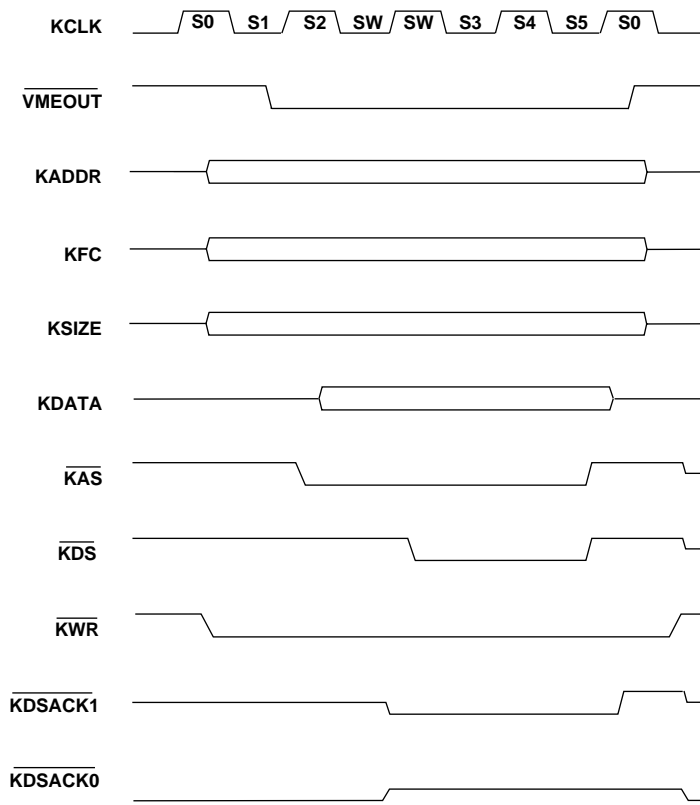 KCLK S0 S1 S2 SW SW S3 S4 S5 S0
VMEOUT
KADDR
KFC
KSIZE
KDATA
KAS
KDS
KWR
KDSACK1
KDSACK0